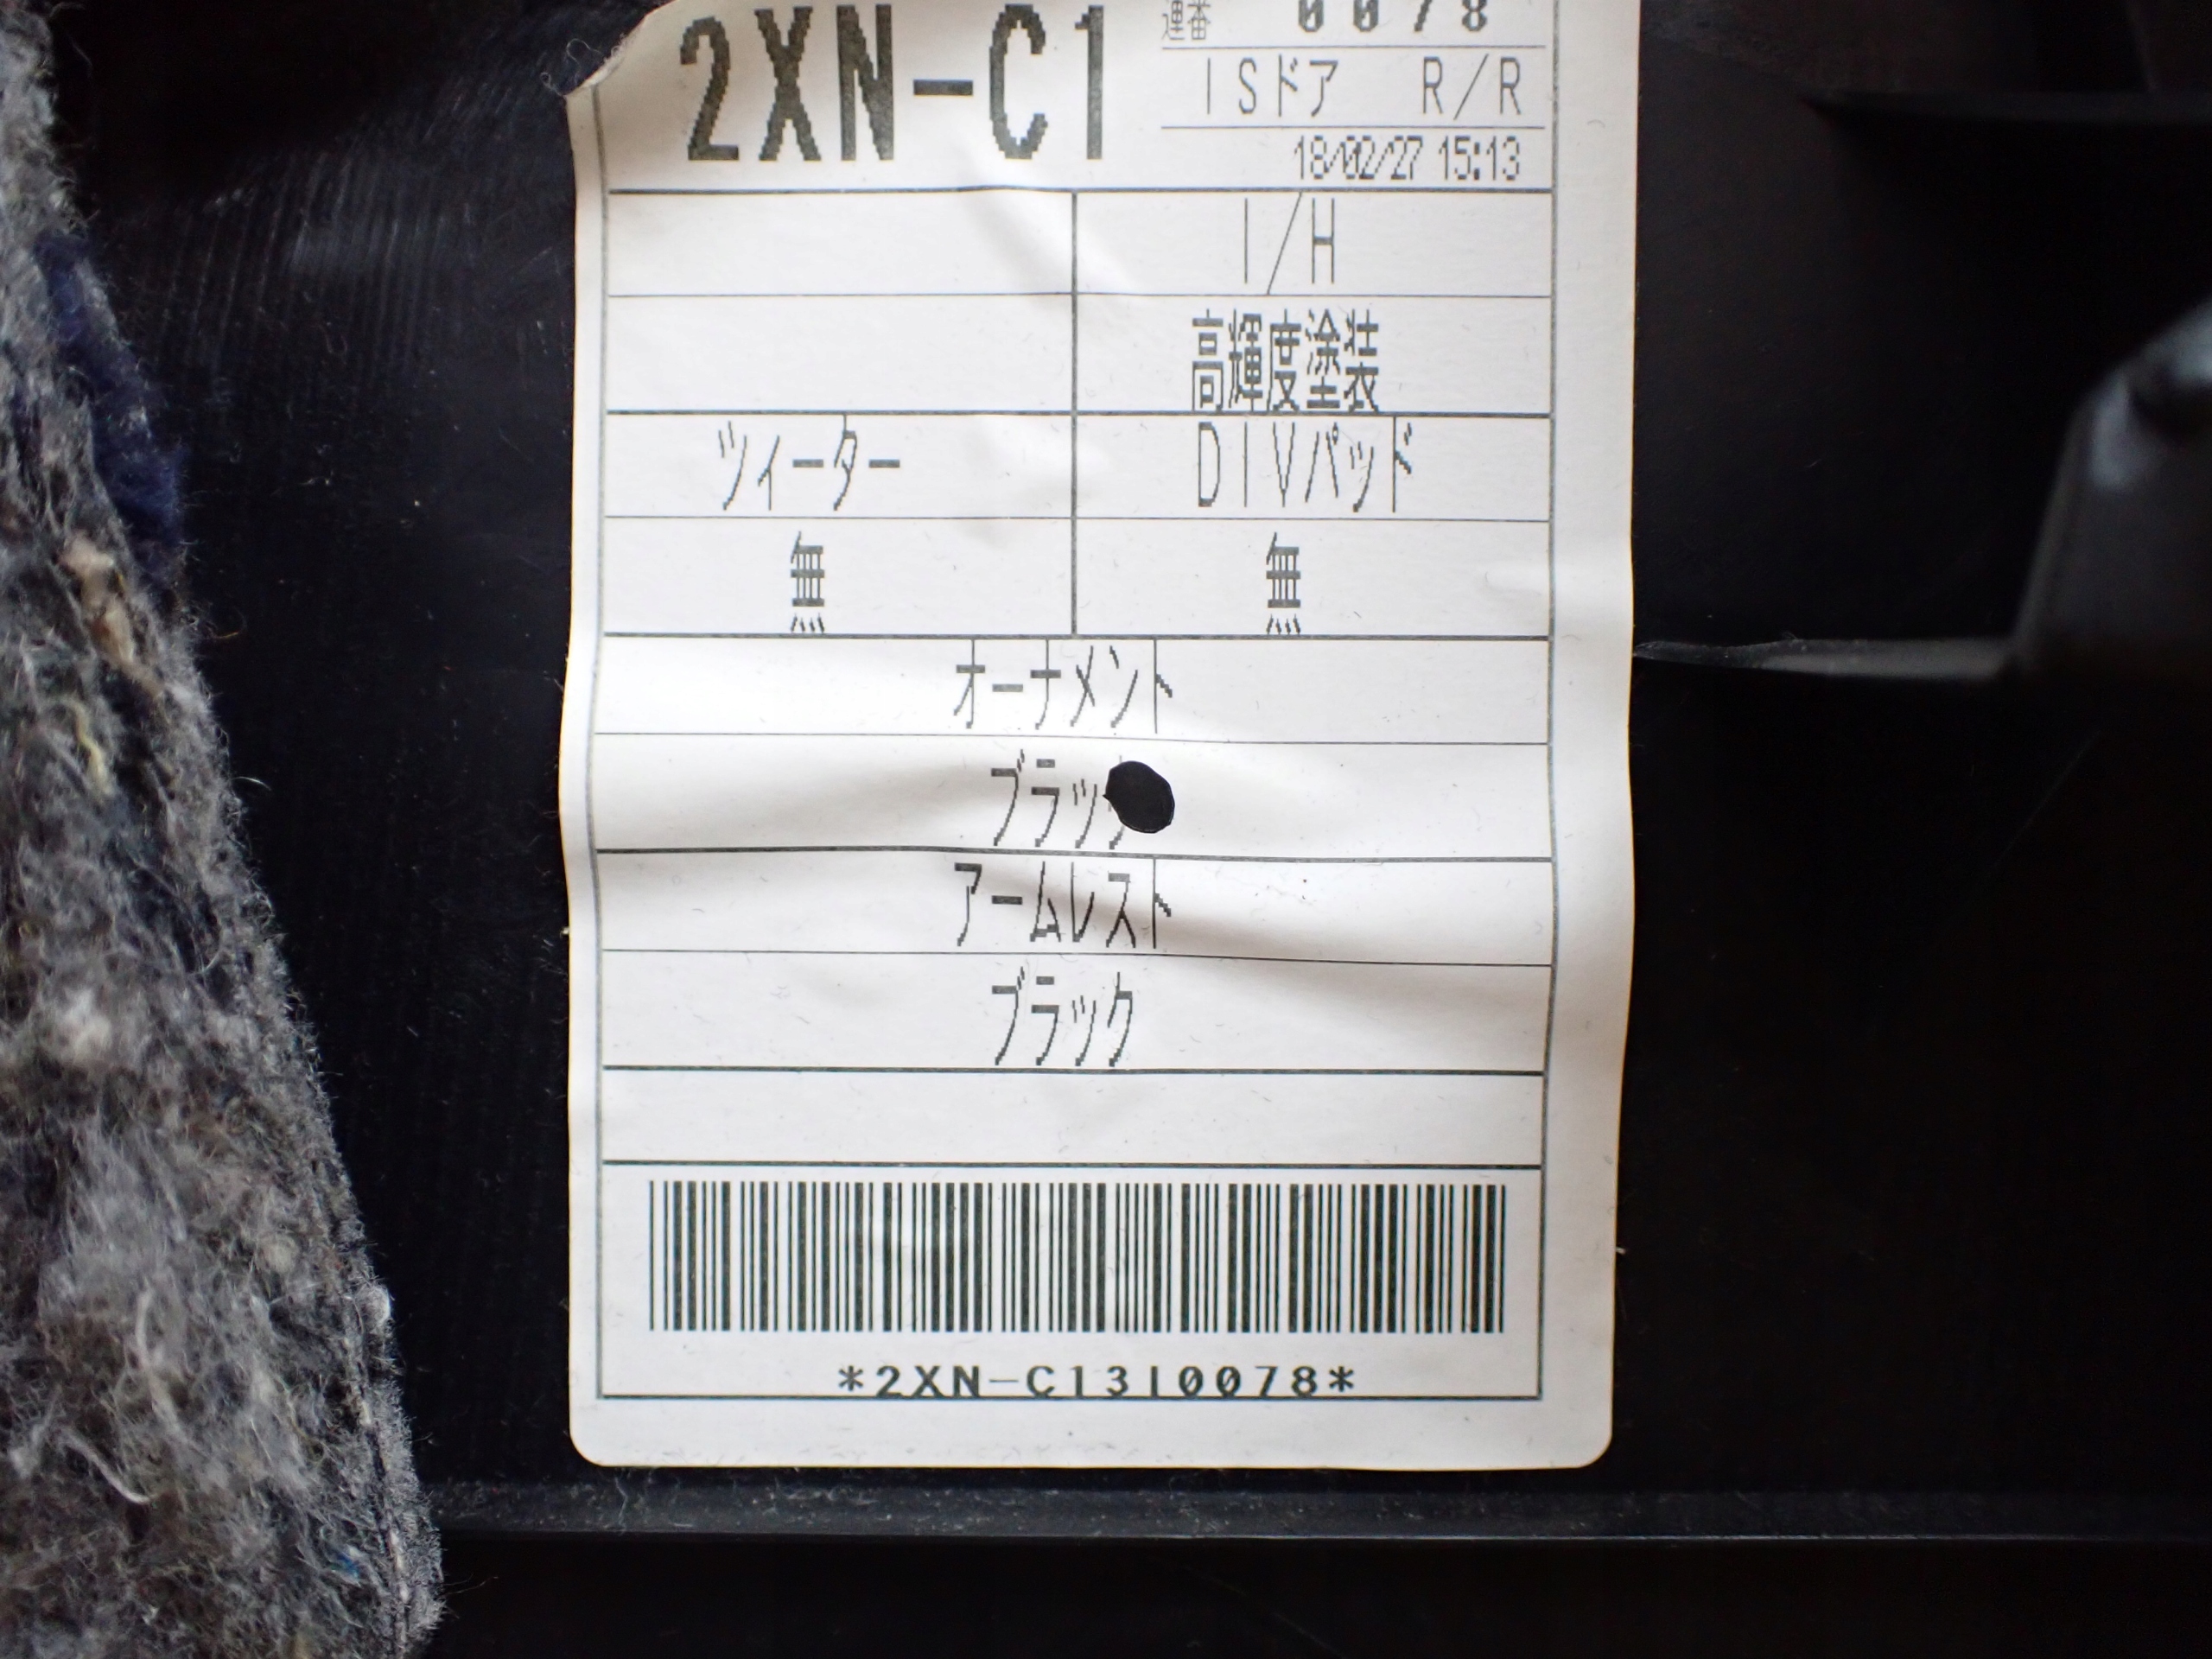 2XN-C1
連番 0078
ISドア R/R
18/02/27 15:13
I/H
高輝度塗装
ツィーター DIVパッド
無 無
オーナメント
ブラック
アームレスト
ブラック
*2XN-C13I0078*